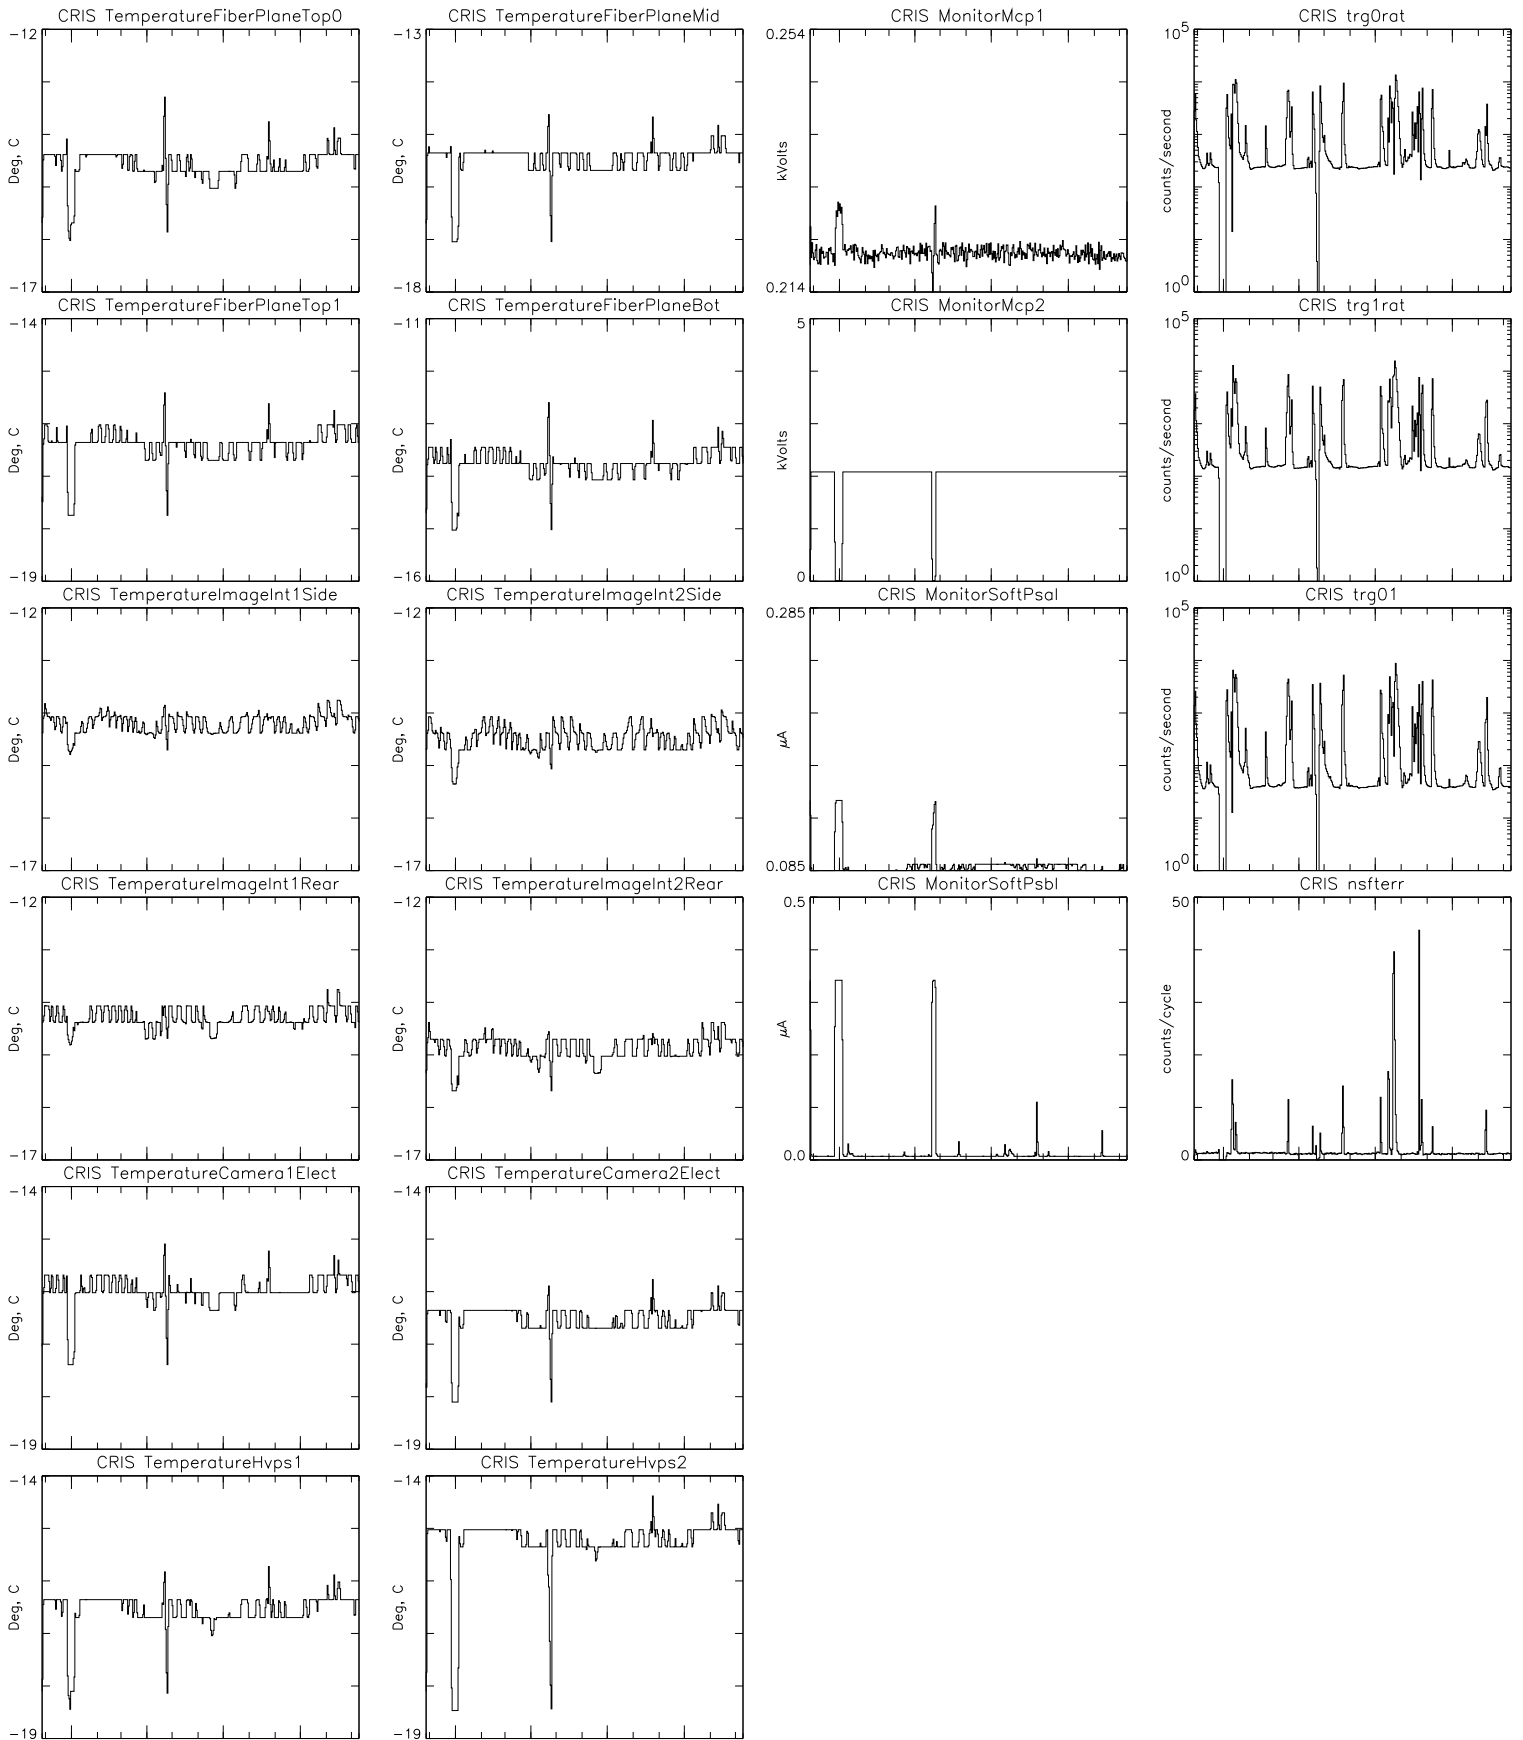 CRIS TemperatureFiberPlaneTop0
-12
Deg, C
-17
CRIS TemperatureFiberPlaneMid
-13
Deg, C
-18
CRIS MonitorMcp1
0.254
kVolts
0.214
CRIS trg0rat
10^5
counts/second
10^0
CRIS TemperatureFiberPlaneTop1
-14
Deg, C
-19
CRIS TemperatureFiberPlaneBot
-11
Deg, C
-16
CRIS MonitorMcp2
5
kVolts
0
CRIS trg1rat
10^5
counts/second
10^0
CRIS TemperatureImageInt1Side
-12
Deg, C
-17
CRIS TemperatureImageInt2Side
-12
Deg, C
-17
CRIS MonitorSoftPsaI
0.285
μA
0.085
CRIS trg01
10^5
counts/second
10^0
CRIS TemperatureImageInt1Rear
-12
Deg, C
-17
CRIS TemperatureImageInt2Rear
-12
Deg, C
-17
CRIS MonitorSoftPsbI
0.5
μA
0.0
CRIS nsfterr
50
counts/cycle
0
CRIS TemperatureCamera1Elect
-14
Deg, C
-19
CRIS TemperatureCamera2Elect
-14
Deg, C
-19
CRIS TemperatureHvps1
-14
Deg, C
-19
CRIS TemperatureHvps2
-14
Deg, C
-19